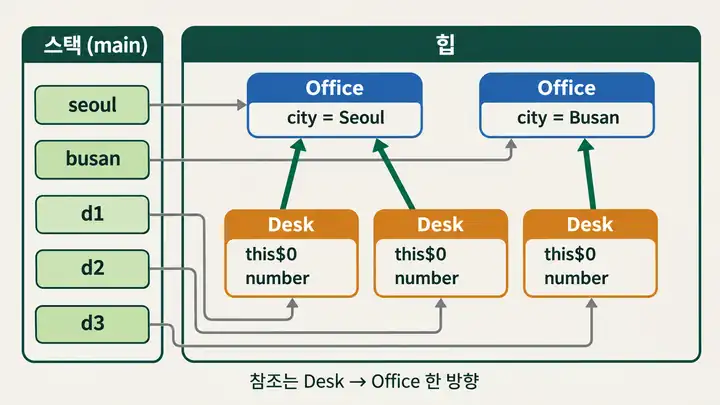 스택 (main)
힙
seoul
busan
d1
d2
d3
Office
city = Seoul
Office
city = Busan
Desk
this$0
number
Desk
this$0
number
Desk
this$0
number
참조는 Desk → Office 한 방향